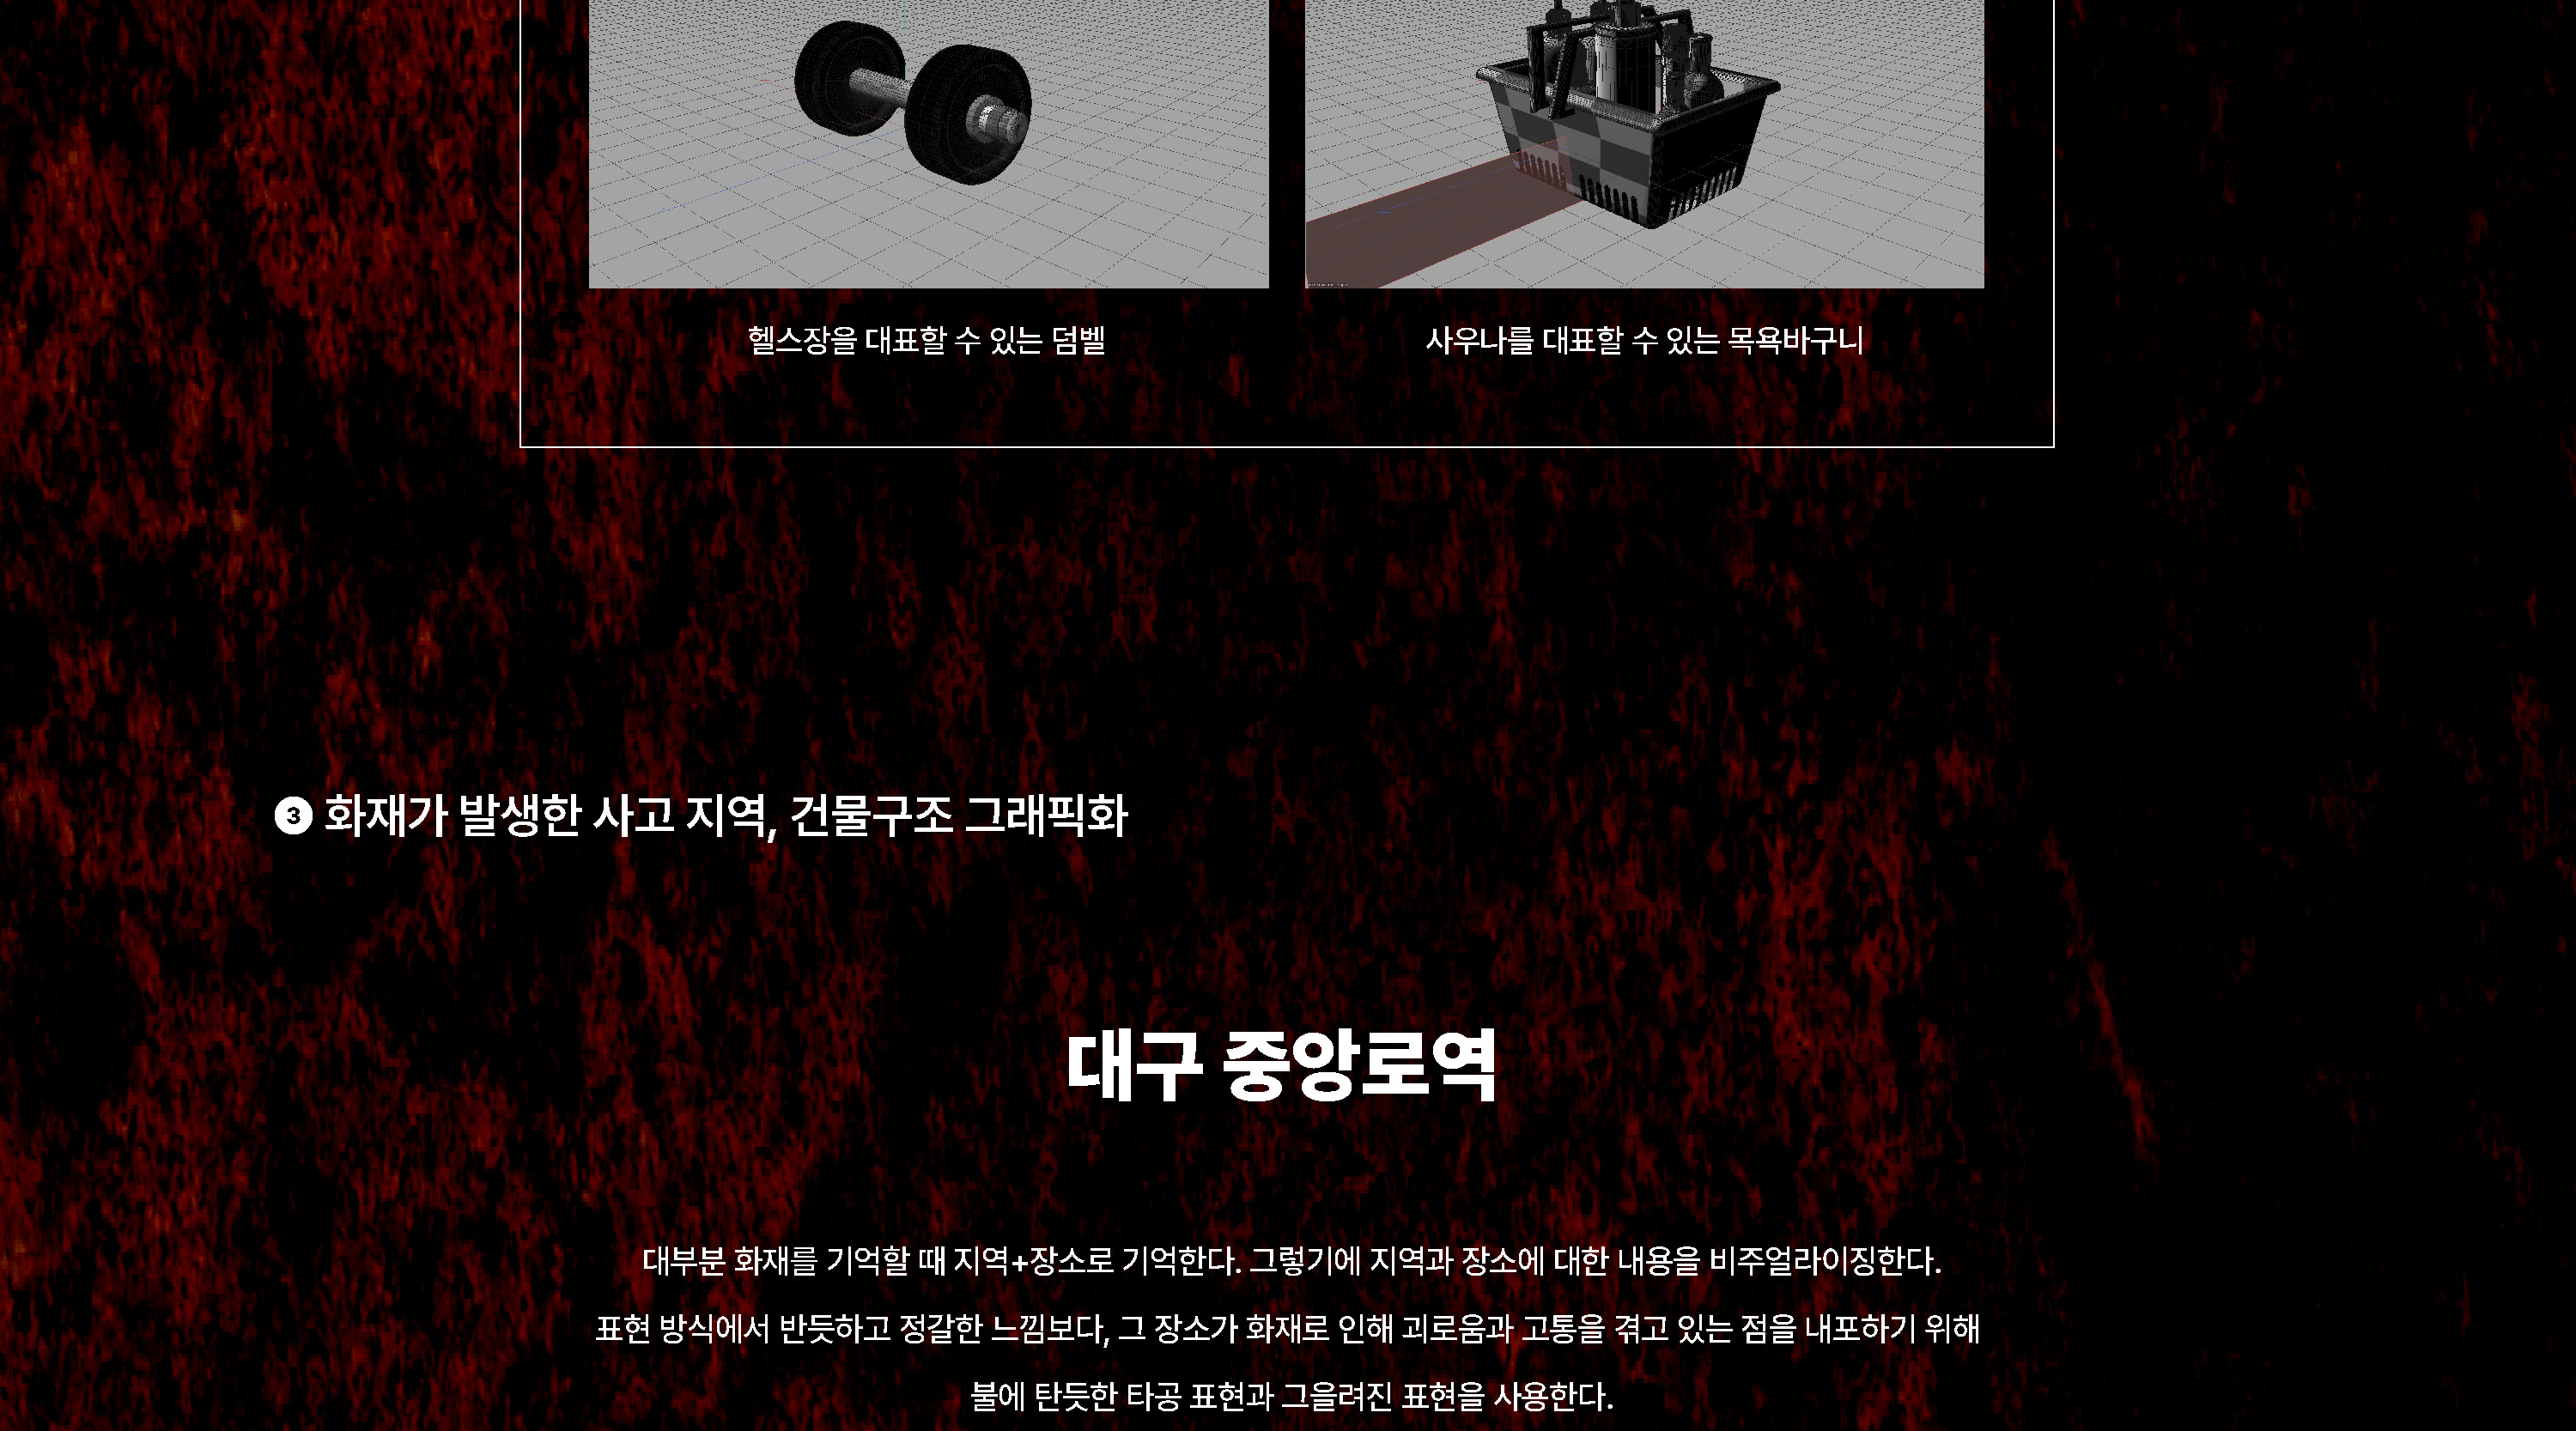 헬스장을 대표할 수 있는 덤벨
사우나를 대표할 수 있는 목욕바구니
3 화재가 발생한 사고 지역, 건물구조 그래픽화
대구 중앙로역
대부분 화재를 기억할 때 지역+장소로 기억한다. 그렇기에 지역과 장소에 대한 내용을 비주얼라이징한다.
표현 방식에서 반듯하고 정갈한 느낌보다, 그 장소가 화재로 인해 괴로움과 고통을 겪고 있는 점을 내포하기 위해
불에 탄듯한 타공 표현과 그을려진 표현을 사용한다.